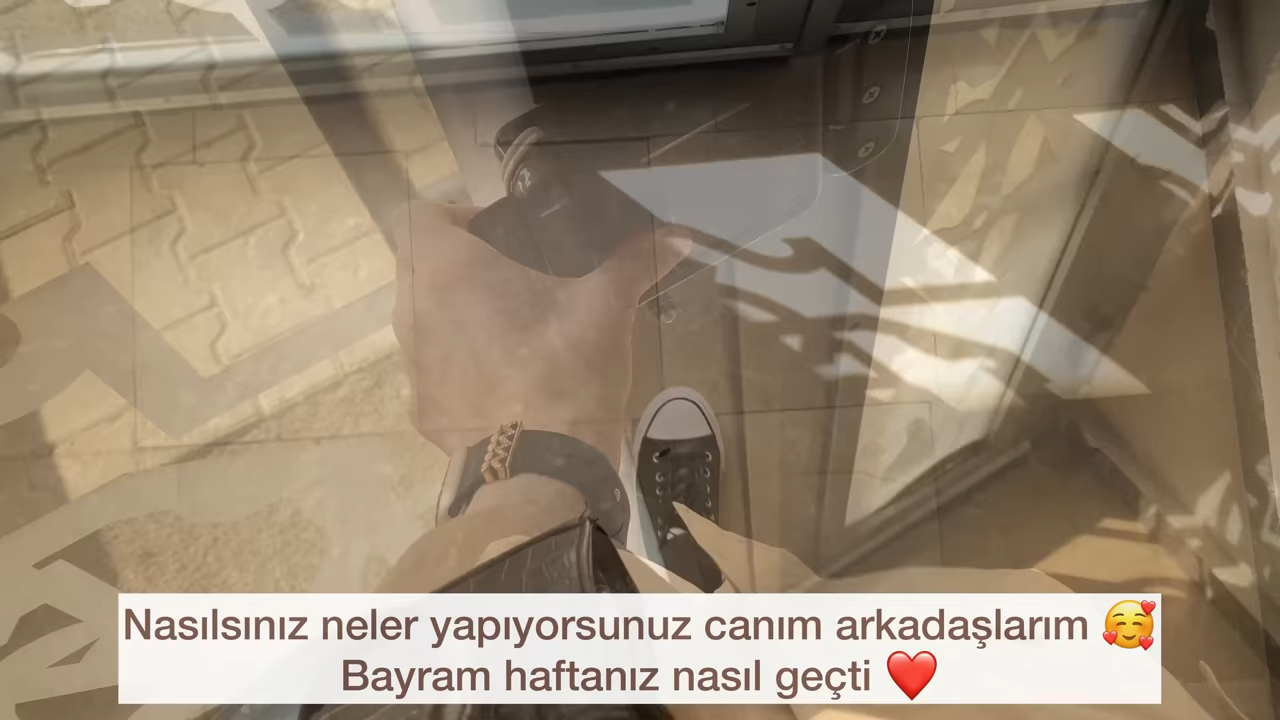 Nasılsınız neler yapıyorsunuz canım arkadaşlarım 🥰
Bayram haftanız nasıl geçti ❤️